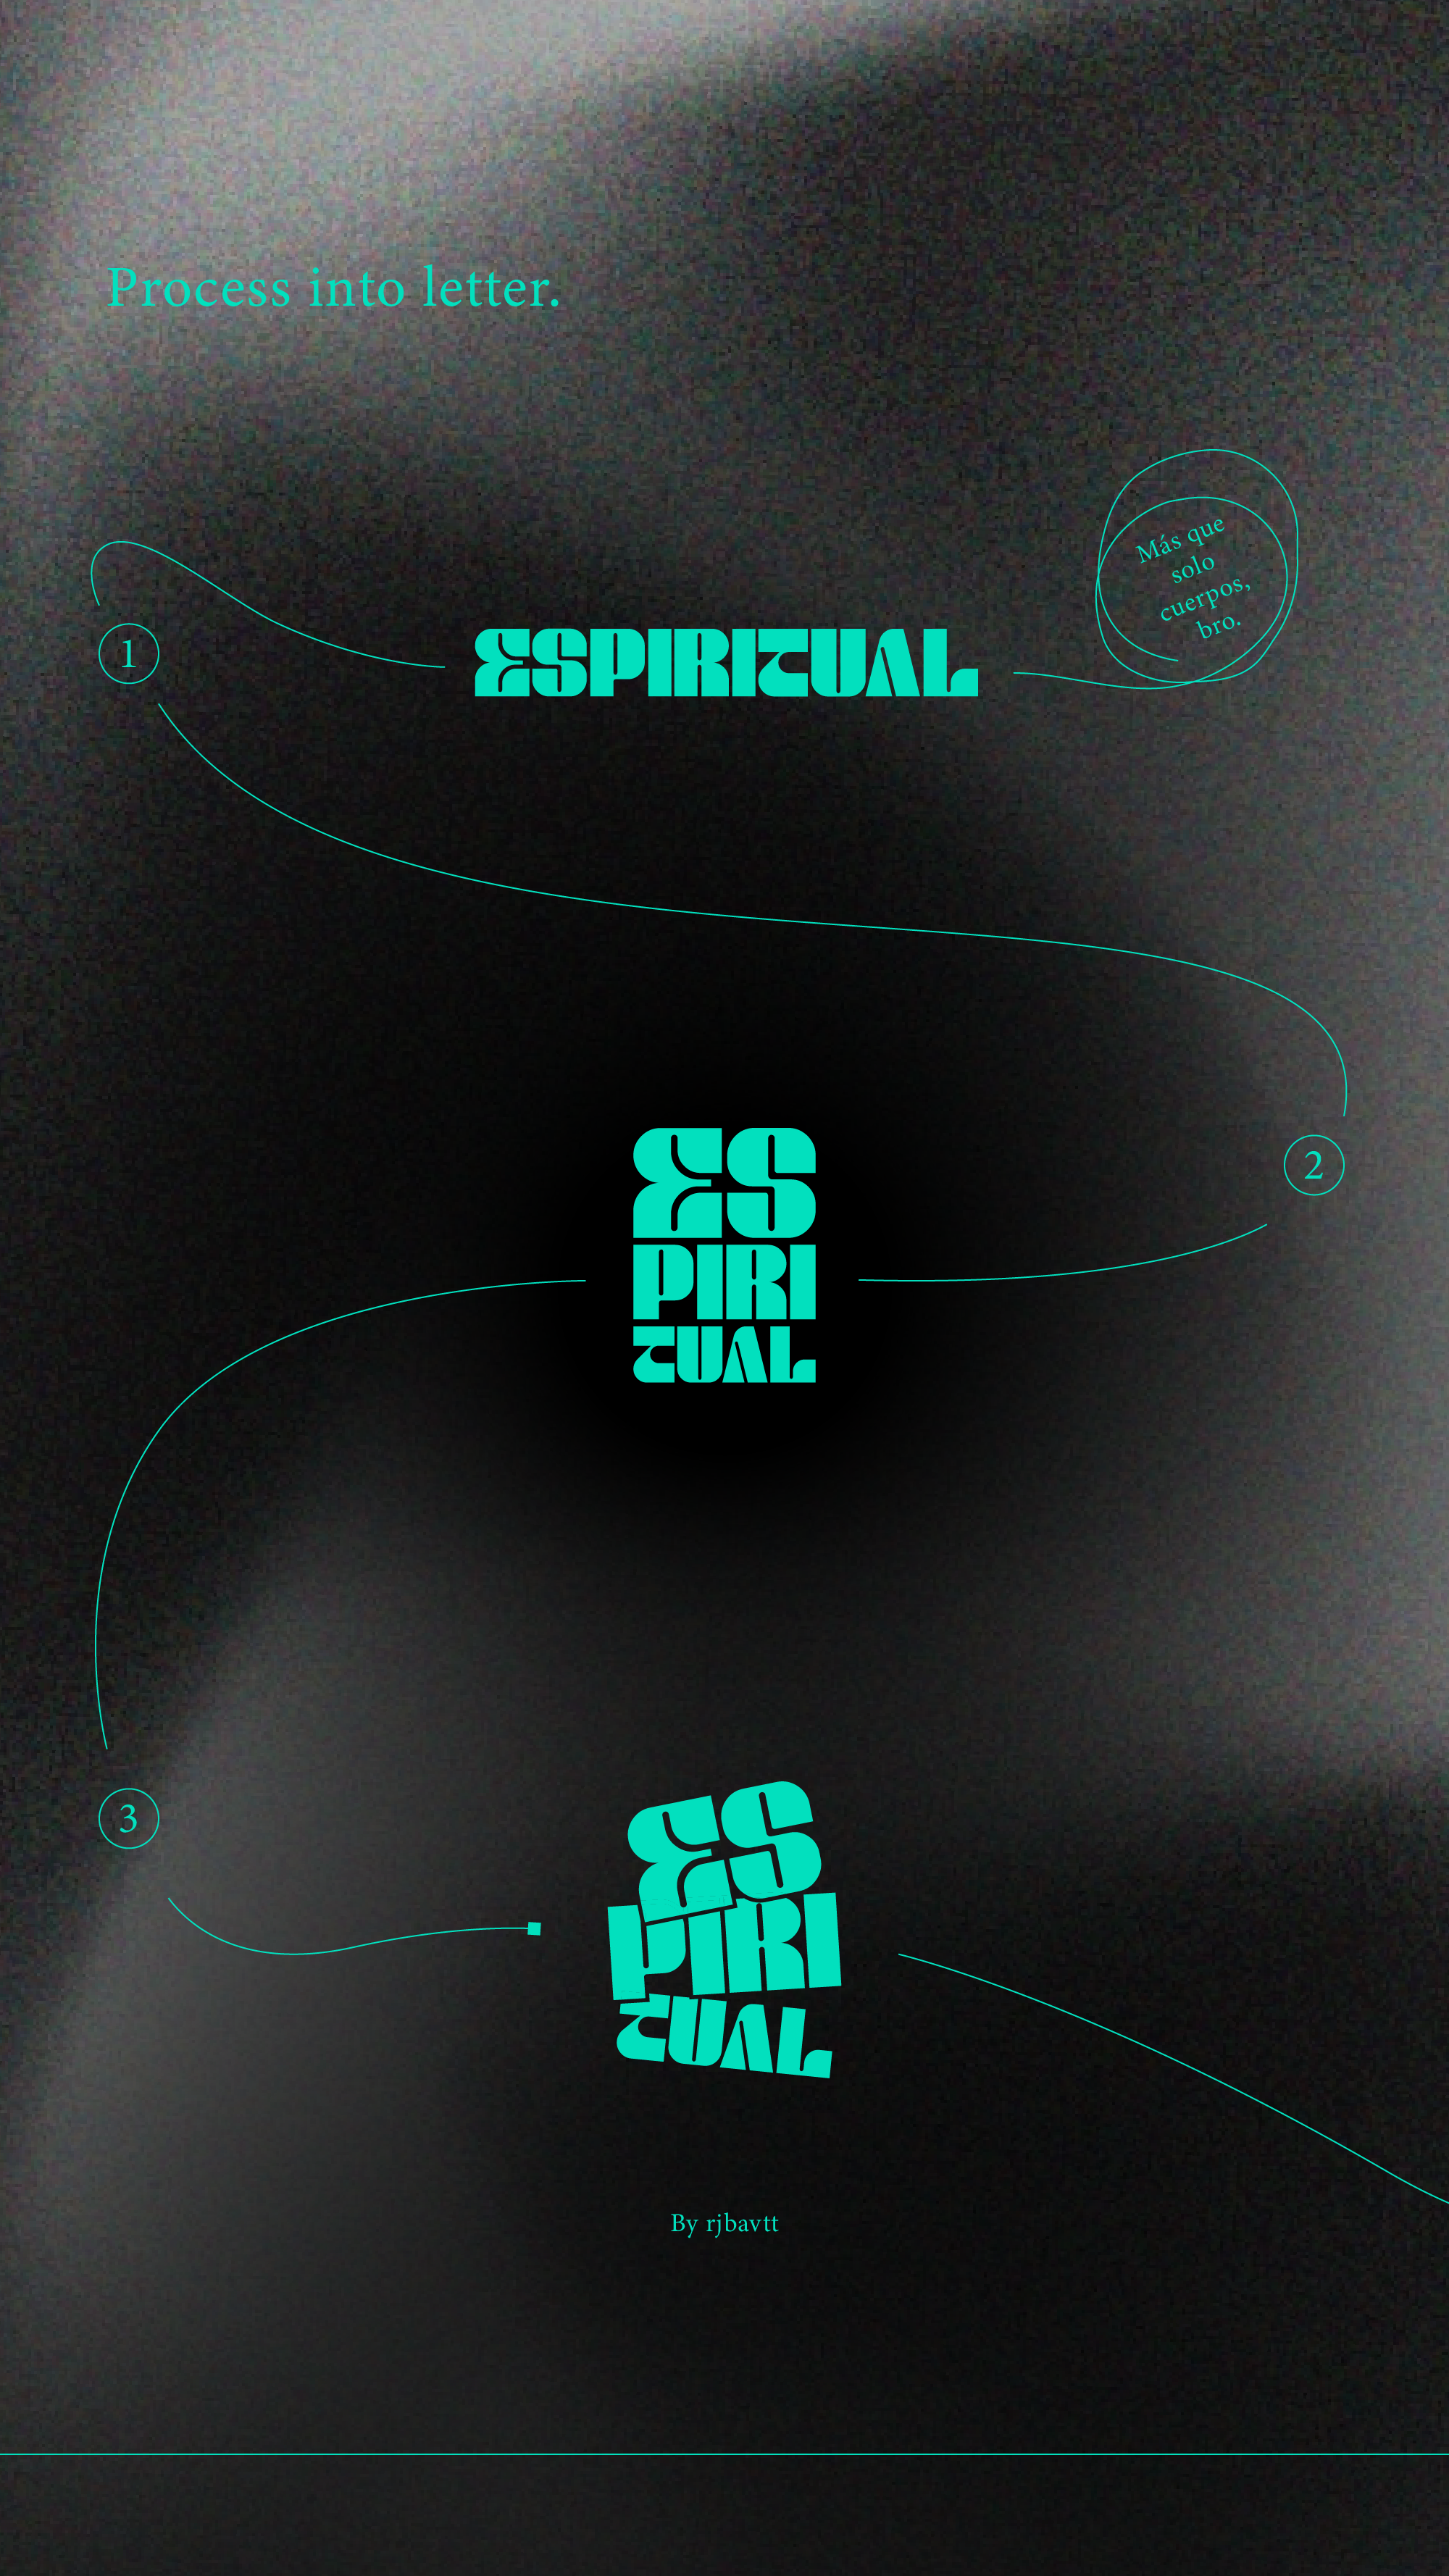 Process into letter.
Más que
solo
cuerpos,
bro.
1
ESPIRITUAL
2
ES
PIRI
TUAL
3
ES
PIRI
TUAL
By rjbavtt